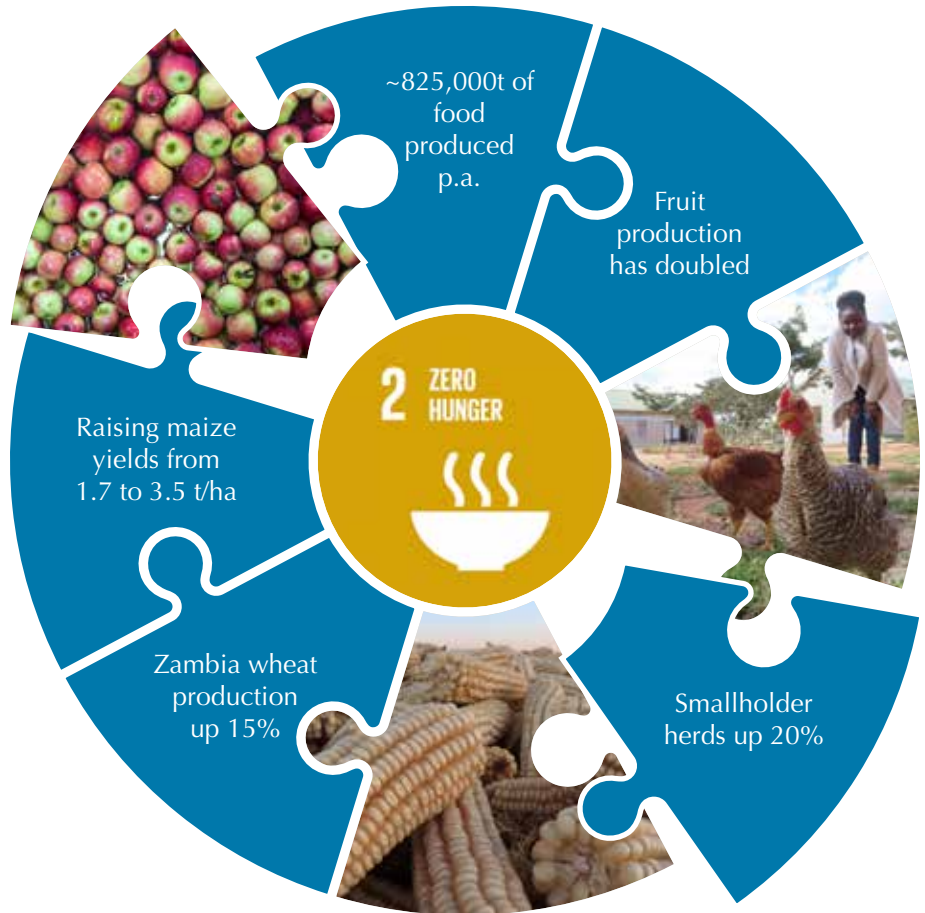 ~825,000t of
food
produced
p.a.
Fruit
production
has doubled
Smallholder
herds up 20%
Zambia wheat
production
up 15%
Raising maize
yields from
1.7 to 3.5 t/ha
2 ZERO
HUNGER